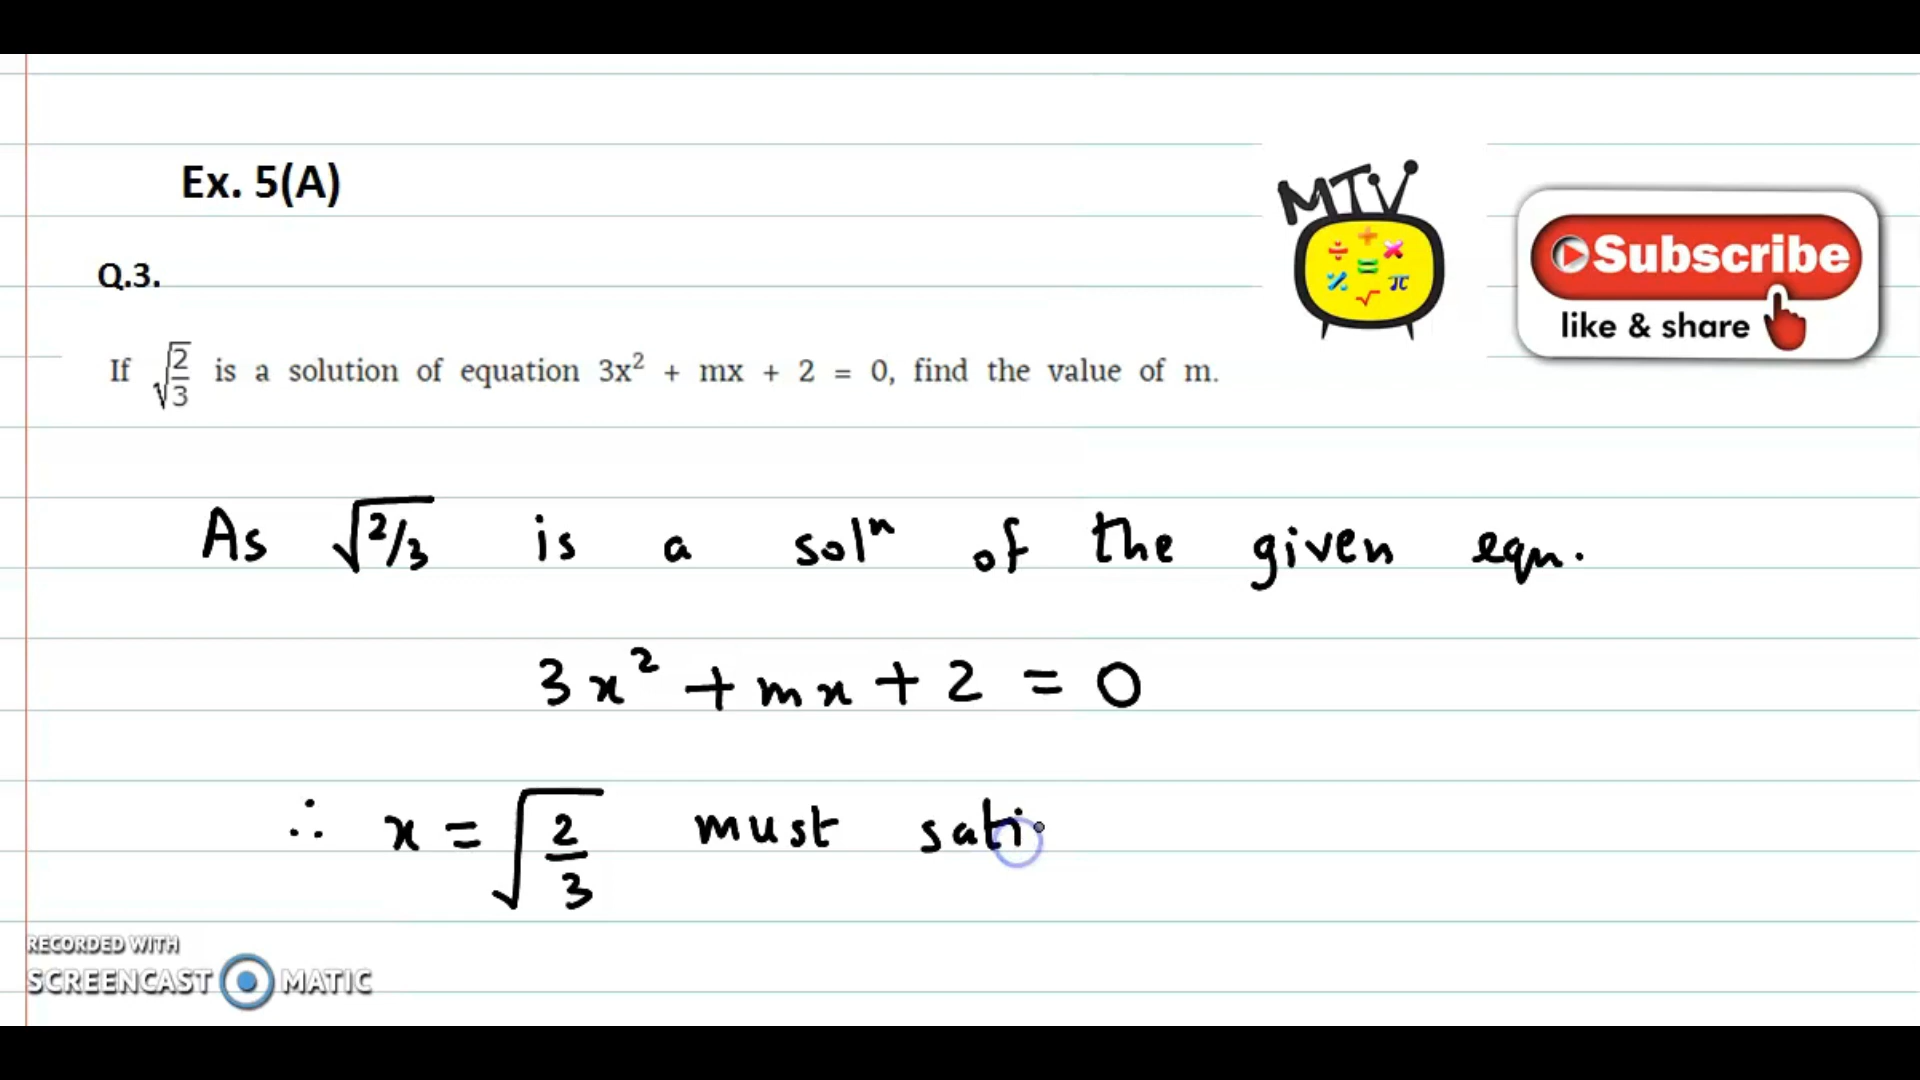 Ex. 5(A)
MTV
Subscribe
like & share
Q.3.
If √(2/3) is a solution of equation 3x² + mx + 2 = 0, find the value of m.
As √(2/3) is a solⁿ of the given eqn.
3x² + mx + 2 = 0
∴ x = √(2/3) must sati
RECORDED WITH
SCREENCAST MATIC